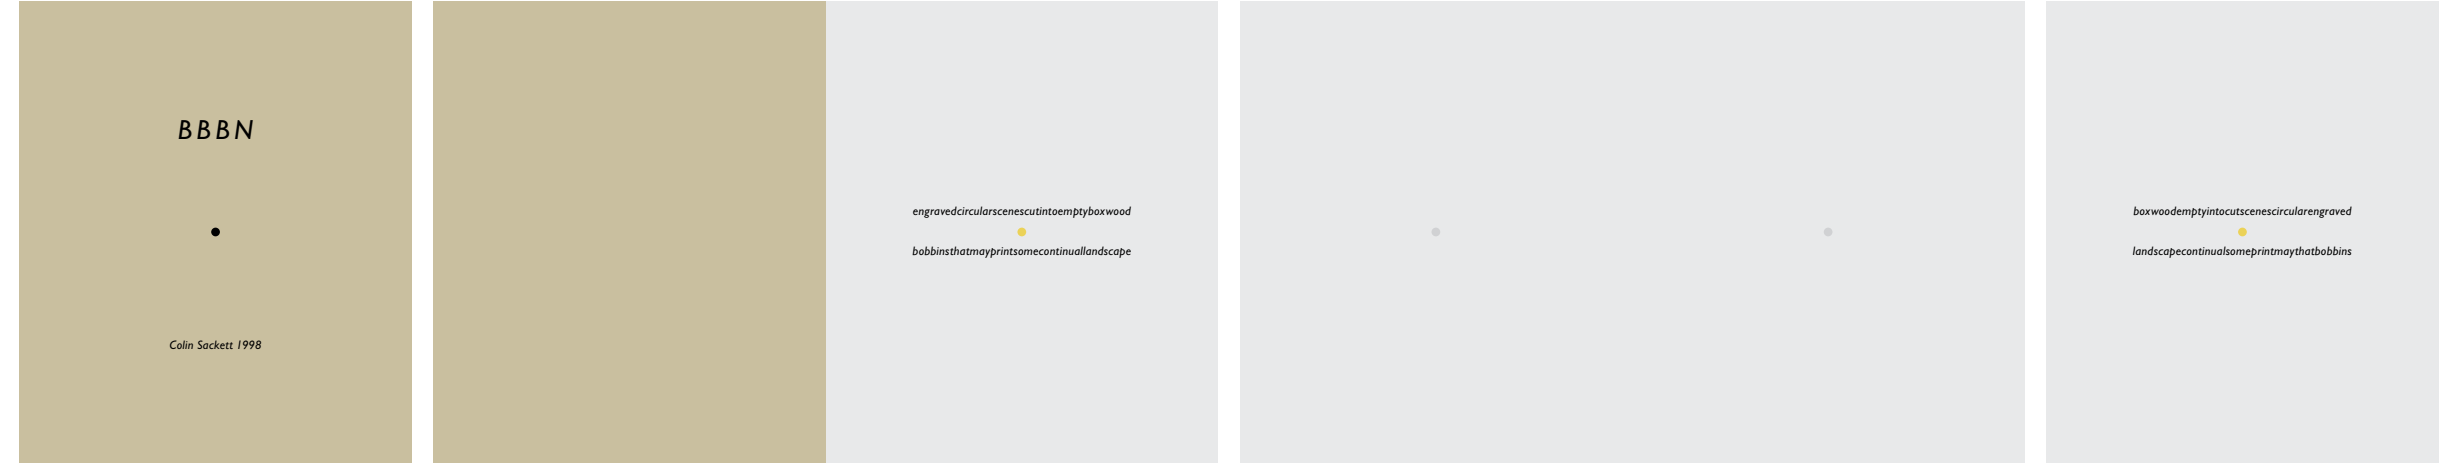 BBBN
Colin Sackett 1998
engravedcircularscenescutintoemptyboxwood
bobbinsthatmayprintsomecontinuallandscape
boxwoodemptyintocutscenescircularengraved
landscapecontinualsomeprintmaythatbobbins